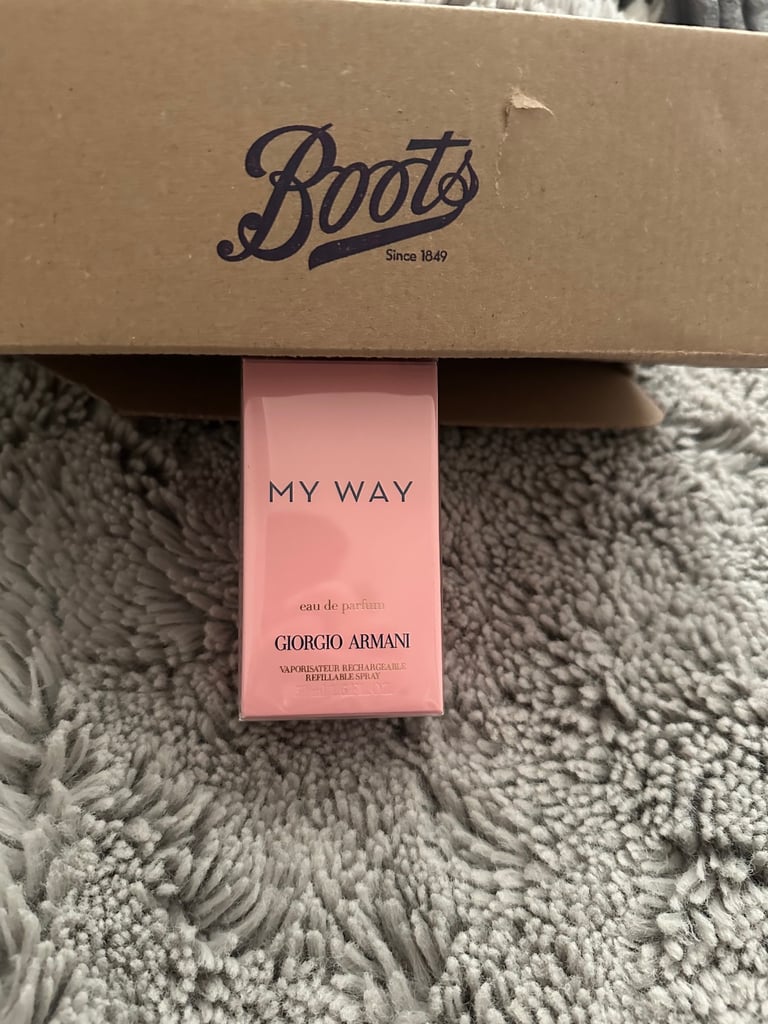 Boots
Since 1849
MY WAY
eau de parfum
GIORGIO ARMANI
VAPORISATEUR RECHARGEABLE
REFILLABLE SPRAY